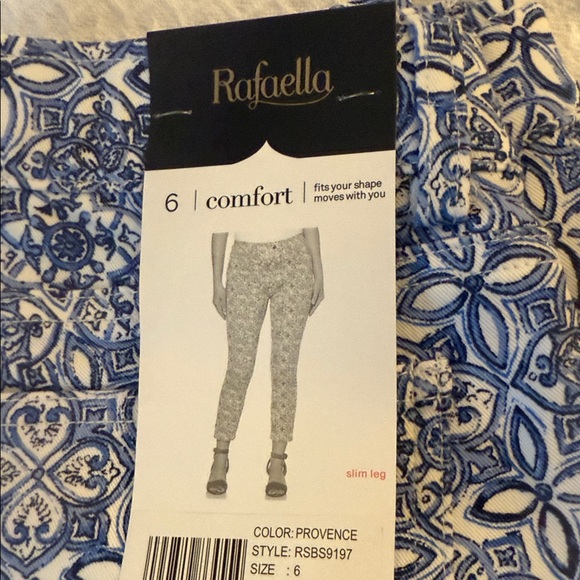 Rafaella
6 | comfort | fits your shape
moves with you
slim leg
COLOR: PROVENCE
STYLE: RSBS9197
SIZE : 6